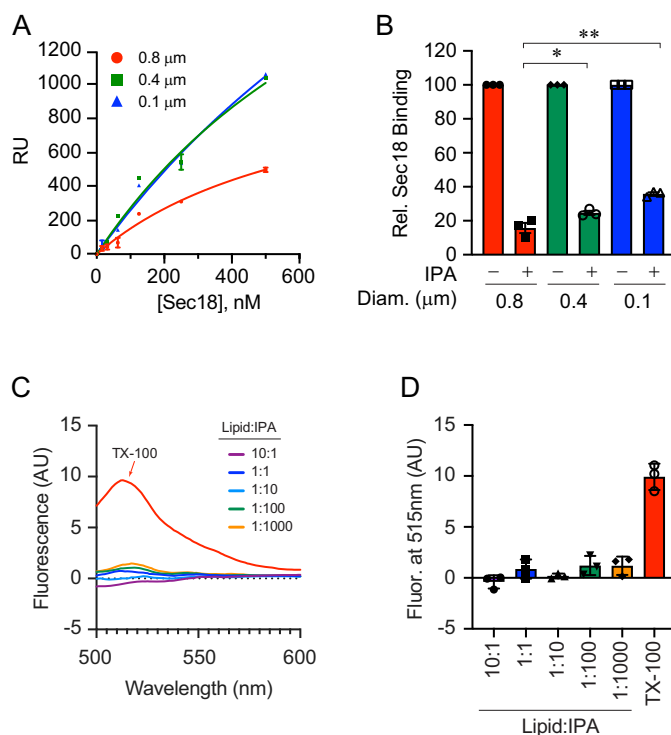 A
0.8 μm
0.4 μm
0.1 μm
RU
1200
1000
800
600
400
200
0
0 100 200 300 400 500 600
[Sec18], nM
B
**
*
Rel. Sec18 Binding
120
100
80
60
40
20
0
IPA − + − + − +
Diam. (μm) 0.8 0.4 0.1
C
Fluorescence (AU)
15
10
5
0
-5
TX-100
Lipid:IPA
10:1
1:1
1:10
1:100
1:1000
500 550 600
Wavelength (nm)
D
Fluor. at 515nm (AU)
15
10
5
0
-5
10:1
1:1
1:10
1:100
1:1000
TX-100
Lipid:IPA